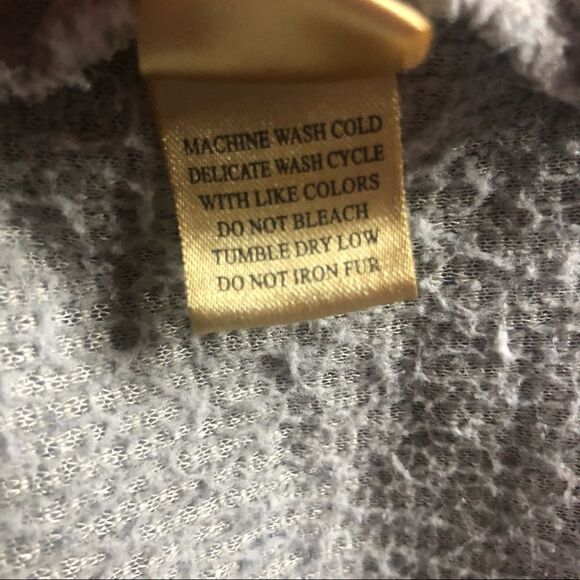 MACHINE WASH COLD
DELICATE WASH CYCLE
WITH LIKE COLORS
DO NOT BLEACH
TUMBLE DRY LOW
DO NOT IRON FUR